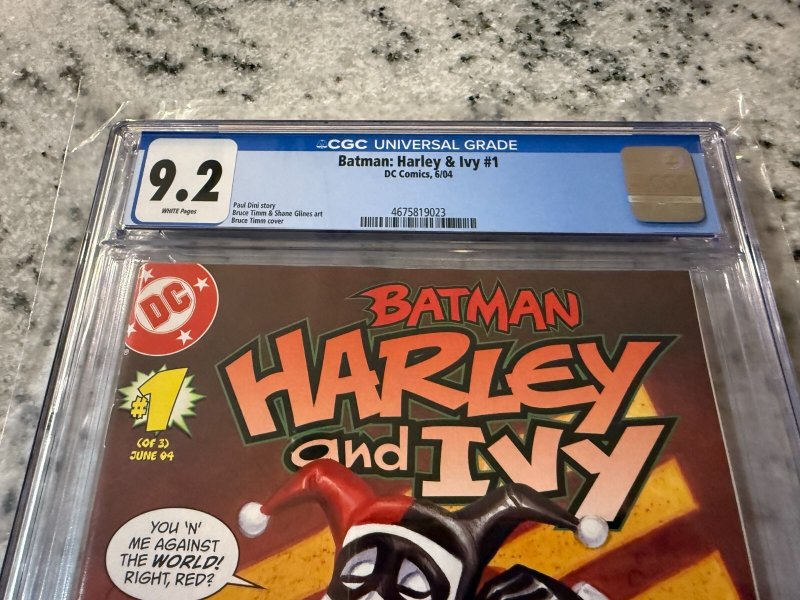 CGC UNIVERSAL GRADE
9.2
WHITE Pages
Batman: Harley & Ivy #1
DC Comics, 6/04
Paul Dini story
Bruce Timm & Shane Glines art
Bruce Timm cover
4675819023
DC
BATMAN
HARLEY
and IVY
#1
(OF 3)
JUNE 04
YOU 'N'
ME AGAINST
THE WORLD!
RIGHT, RED?